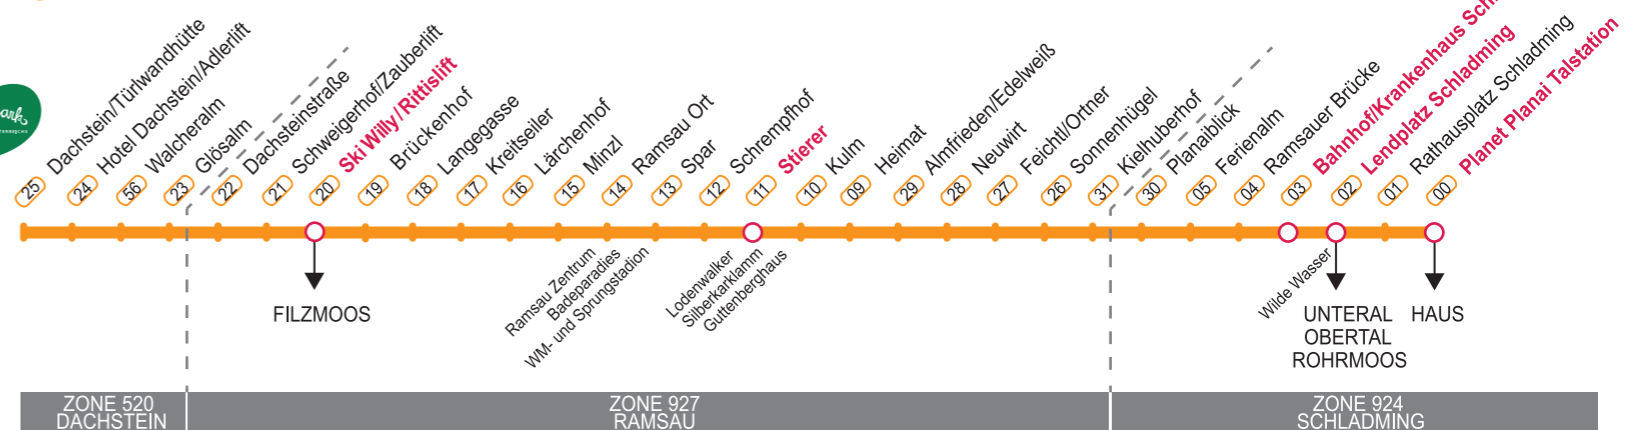 25 Dachstein/Türlwandhütte
24 Hotel Dachstein/Adlerlift
56 Walcheralm
23 Glösalm
22 Dachsteinstraße
21 Schweigerhof/Zauberlift
20 Ski Willy/Rittislift
19 Brückenhof
18 Langegasse
17 Kreitseiler
16 Lärchenhof
15 Minzl
14 Ramsau Ort
13 Spar
12 Schrempfhof
11 Stierer
10 Kulm
09 Heimat
29 Almfrieden/Edelweiß
28 Neuwirt
27 Feichtl/Ortner
26 Sonnenhügel
31 Kielhuberhof
30 Planaiblick
05 Ferienalm
04 Ramsauer Brücke
03 Bahnhof/Krankenhaus
02 Lendplatz Schladming
01 Rathausplatz Schladming
00 Planet Planai Talstation
FILZMOOS
Ramsau Zentrum
Badeparadies
WM- und Sprungstadion
Lodenwalker
Silberkarklamm
Guttenberghaus
Wilde Wasser
UNTERAL
OBERTAL
ROHRMOOS
HAUS
ZONE 520
DACHSTEIN
ZONE 927
RAMSAU
ZONE 924
SCHLADMING